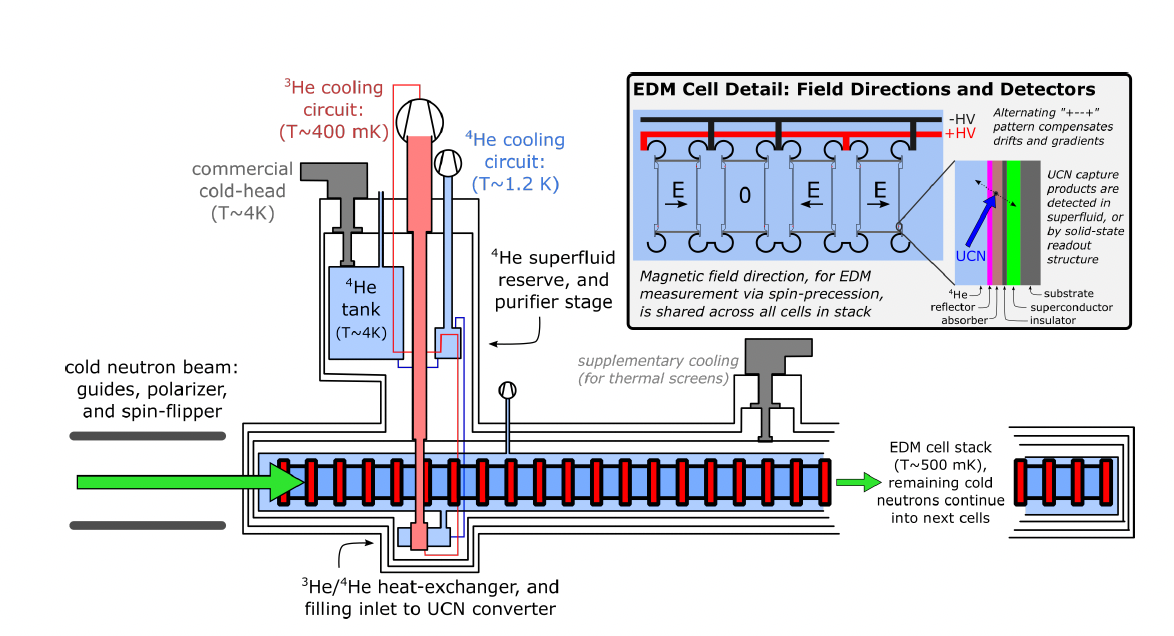 ³He cooling
circuit:
(T~400 mK)
⁴He cooling
circuit:
(T~1.2 K)
commercial
cold-head
(T~4K)
⁴He
tank
(T~4K)
⁴He superfluid
reserve, and
purifier stage
cold neutron beam:
guides, polarizer,
and spin-flipper
³He/⁴He heat-exchanger, and
filling inlet to UCN converter
supplementary cooling
(for thermal screens)
EDM cell stack
(T~500 mK),
remaining cold
neutrons continue
into next cells
EDM Cell Detail: Field Directions and Detectors
-HV
+HV
Alternating "+--+"
pattern compensates
drifts and gradients
E
0
E
E
UCN
UCN capture
products are
detected in
superfluid, or
by solid-state
readout
structure
Magnetic field direction, for EDM
measurement via spin-precession,
is shared across all cells in stack
⁴He
reflector
absorber
substrate
superconductor
insulator